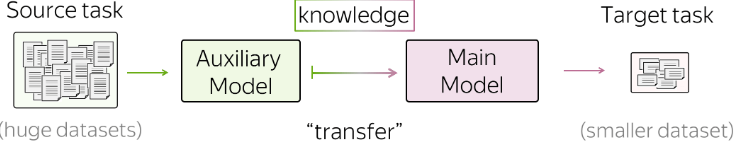 Source task
knowledge
Target task
Auxiliary
Model
Main
Model
(huge datasets)
“transfer”
(smaller dataset)